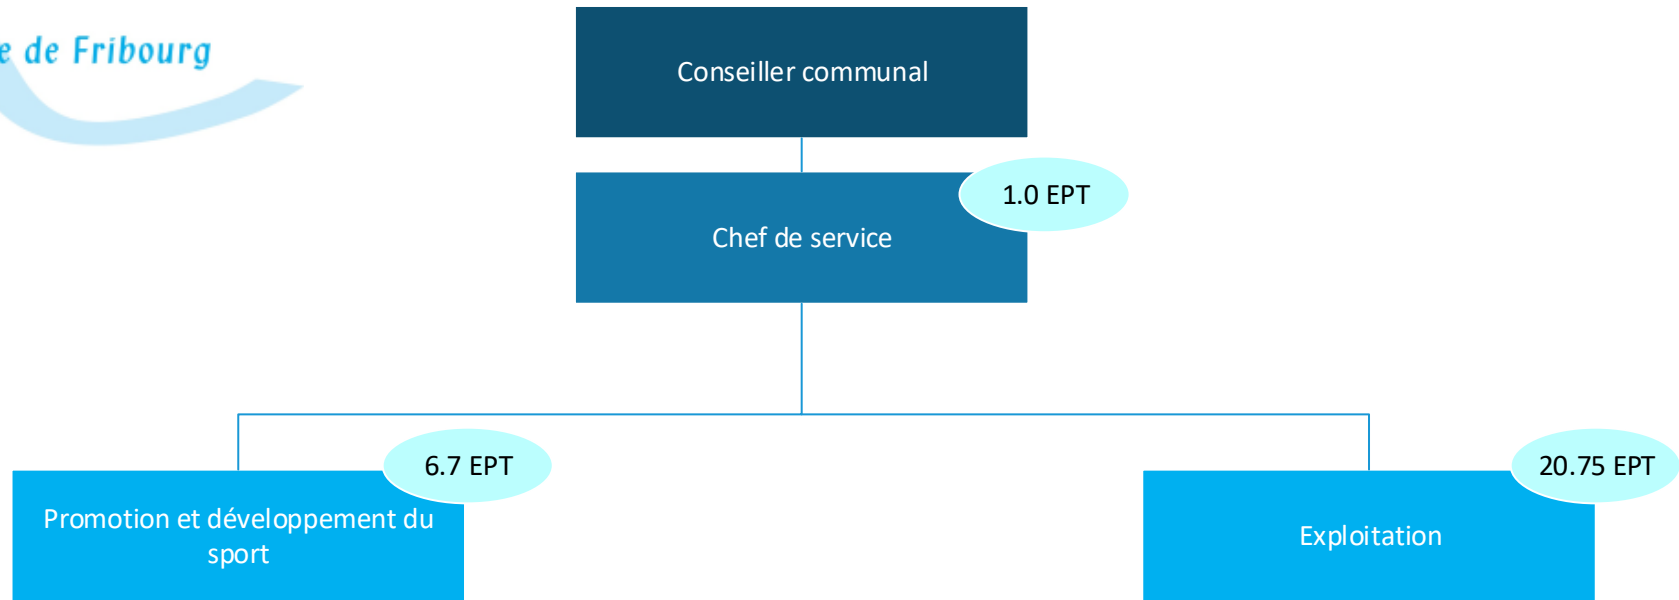 de Fribourg
Conseiller communal
1.0 EPT
Chef de service
6.7 EPT
20.75 EPT
Promotion et développement du
sport
Exploitation